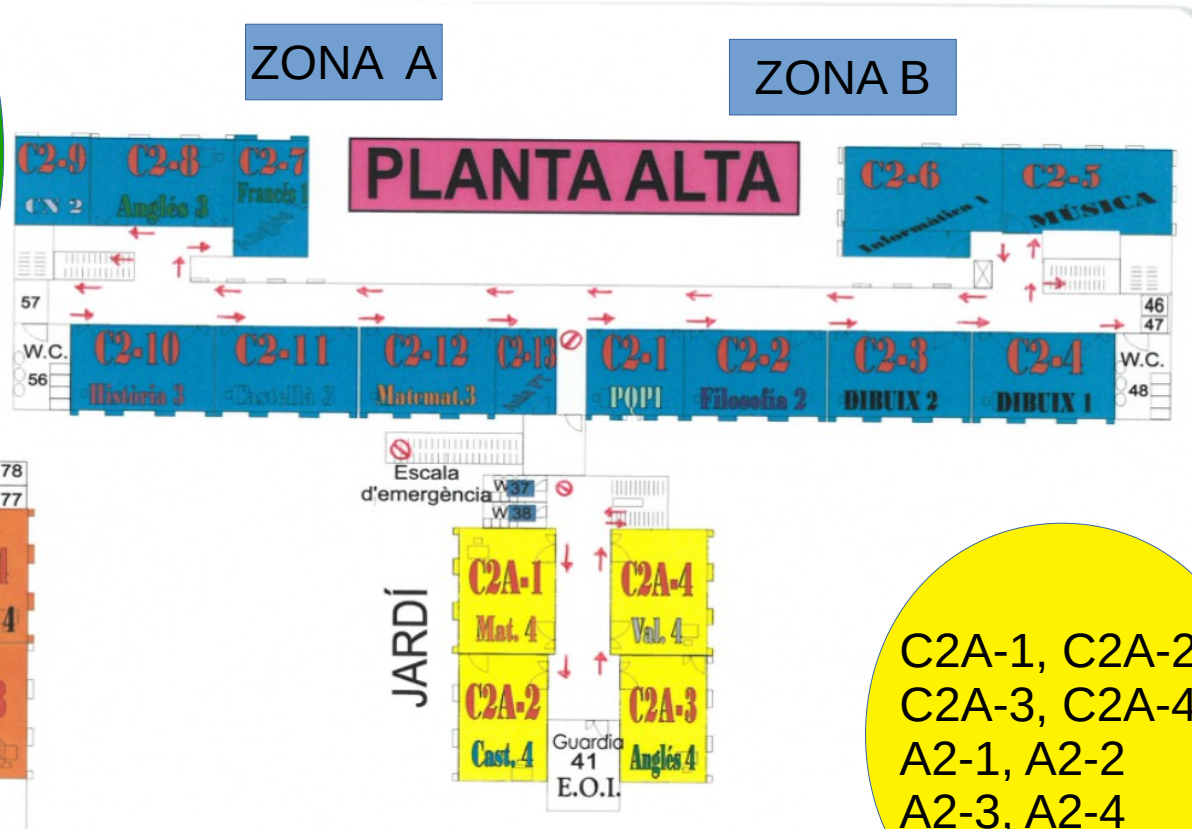 ZONA A
ZONA B
PLANTA ALTA
C2-9
CN 2
C2-8
Anglés 3
C2-7
Francés 1
C2-6
Informàtica 1
C2-5
MÚSICA
57
46
47
W.C.
56
C2-10
Història 3
C2-11
Castellà 3
C2-12
Matemat.3
C2-13
C2-1
PQPI
C2-2
Filosofia 2
C2-3
DIBUIX 2
C2-4
DIBUIX 1
W.C.
48
78
77
Escala
d'emergència
W 37
W 38
JARDÍ
C2A-1
Mat. 4
C2A-4
Val. 4
C2A-2
Cast. 4
C2A-3
Anglés 4
Guardia
41
E.O.I.
4
C2A-1, C2A-2
C2A-3, C2A-4
A2-1, A2-2
A2-3, A2-4